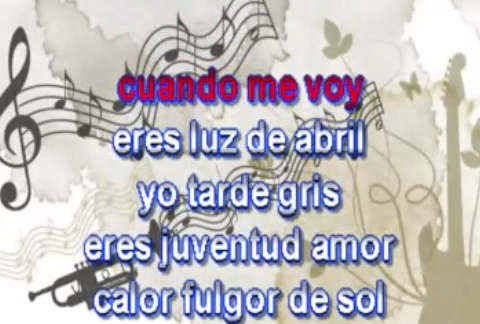 cuando me voy
eres luz de abril
yo tarde gris
eres juventud amor
calor fulgor de sol